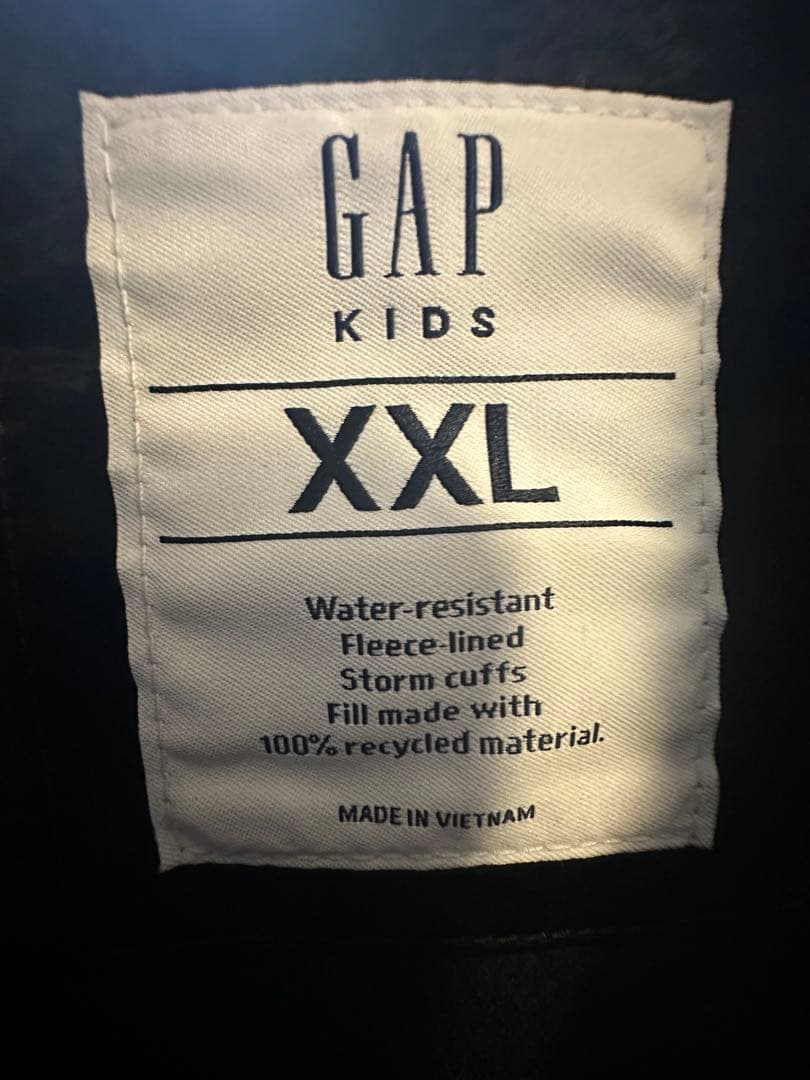 GAP
KIDS
XXL
Water-resistant
Fleece-lined
Storm cuffs
Fill made with
100% recycled material.
MADE IN VIETNAM